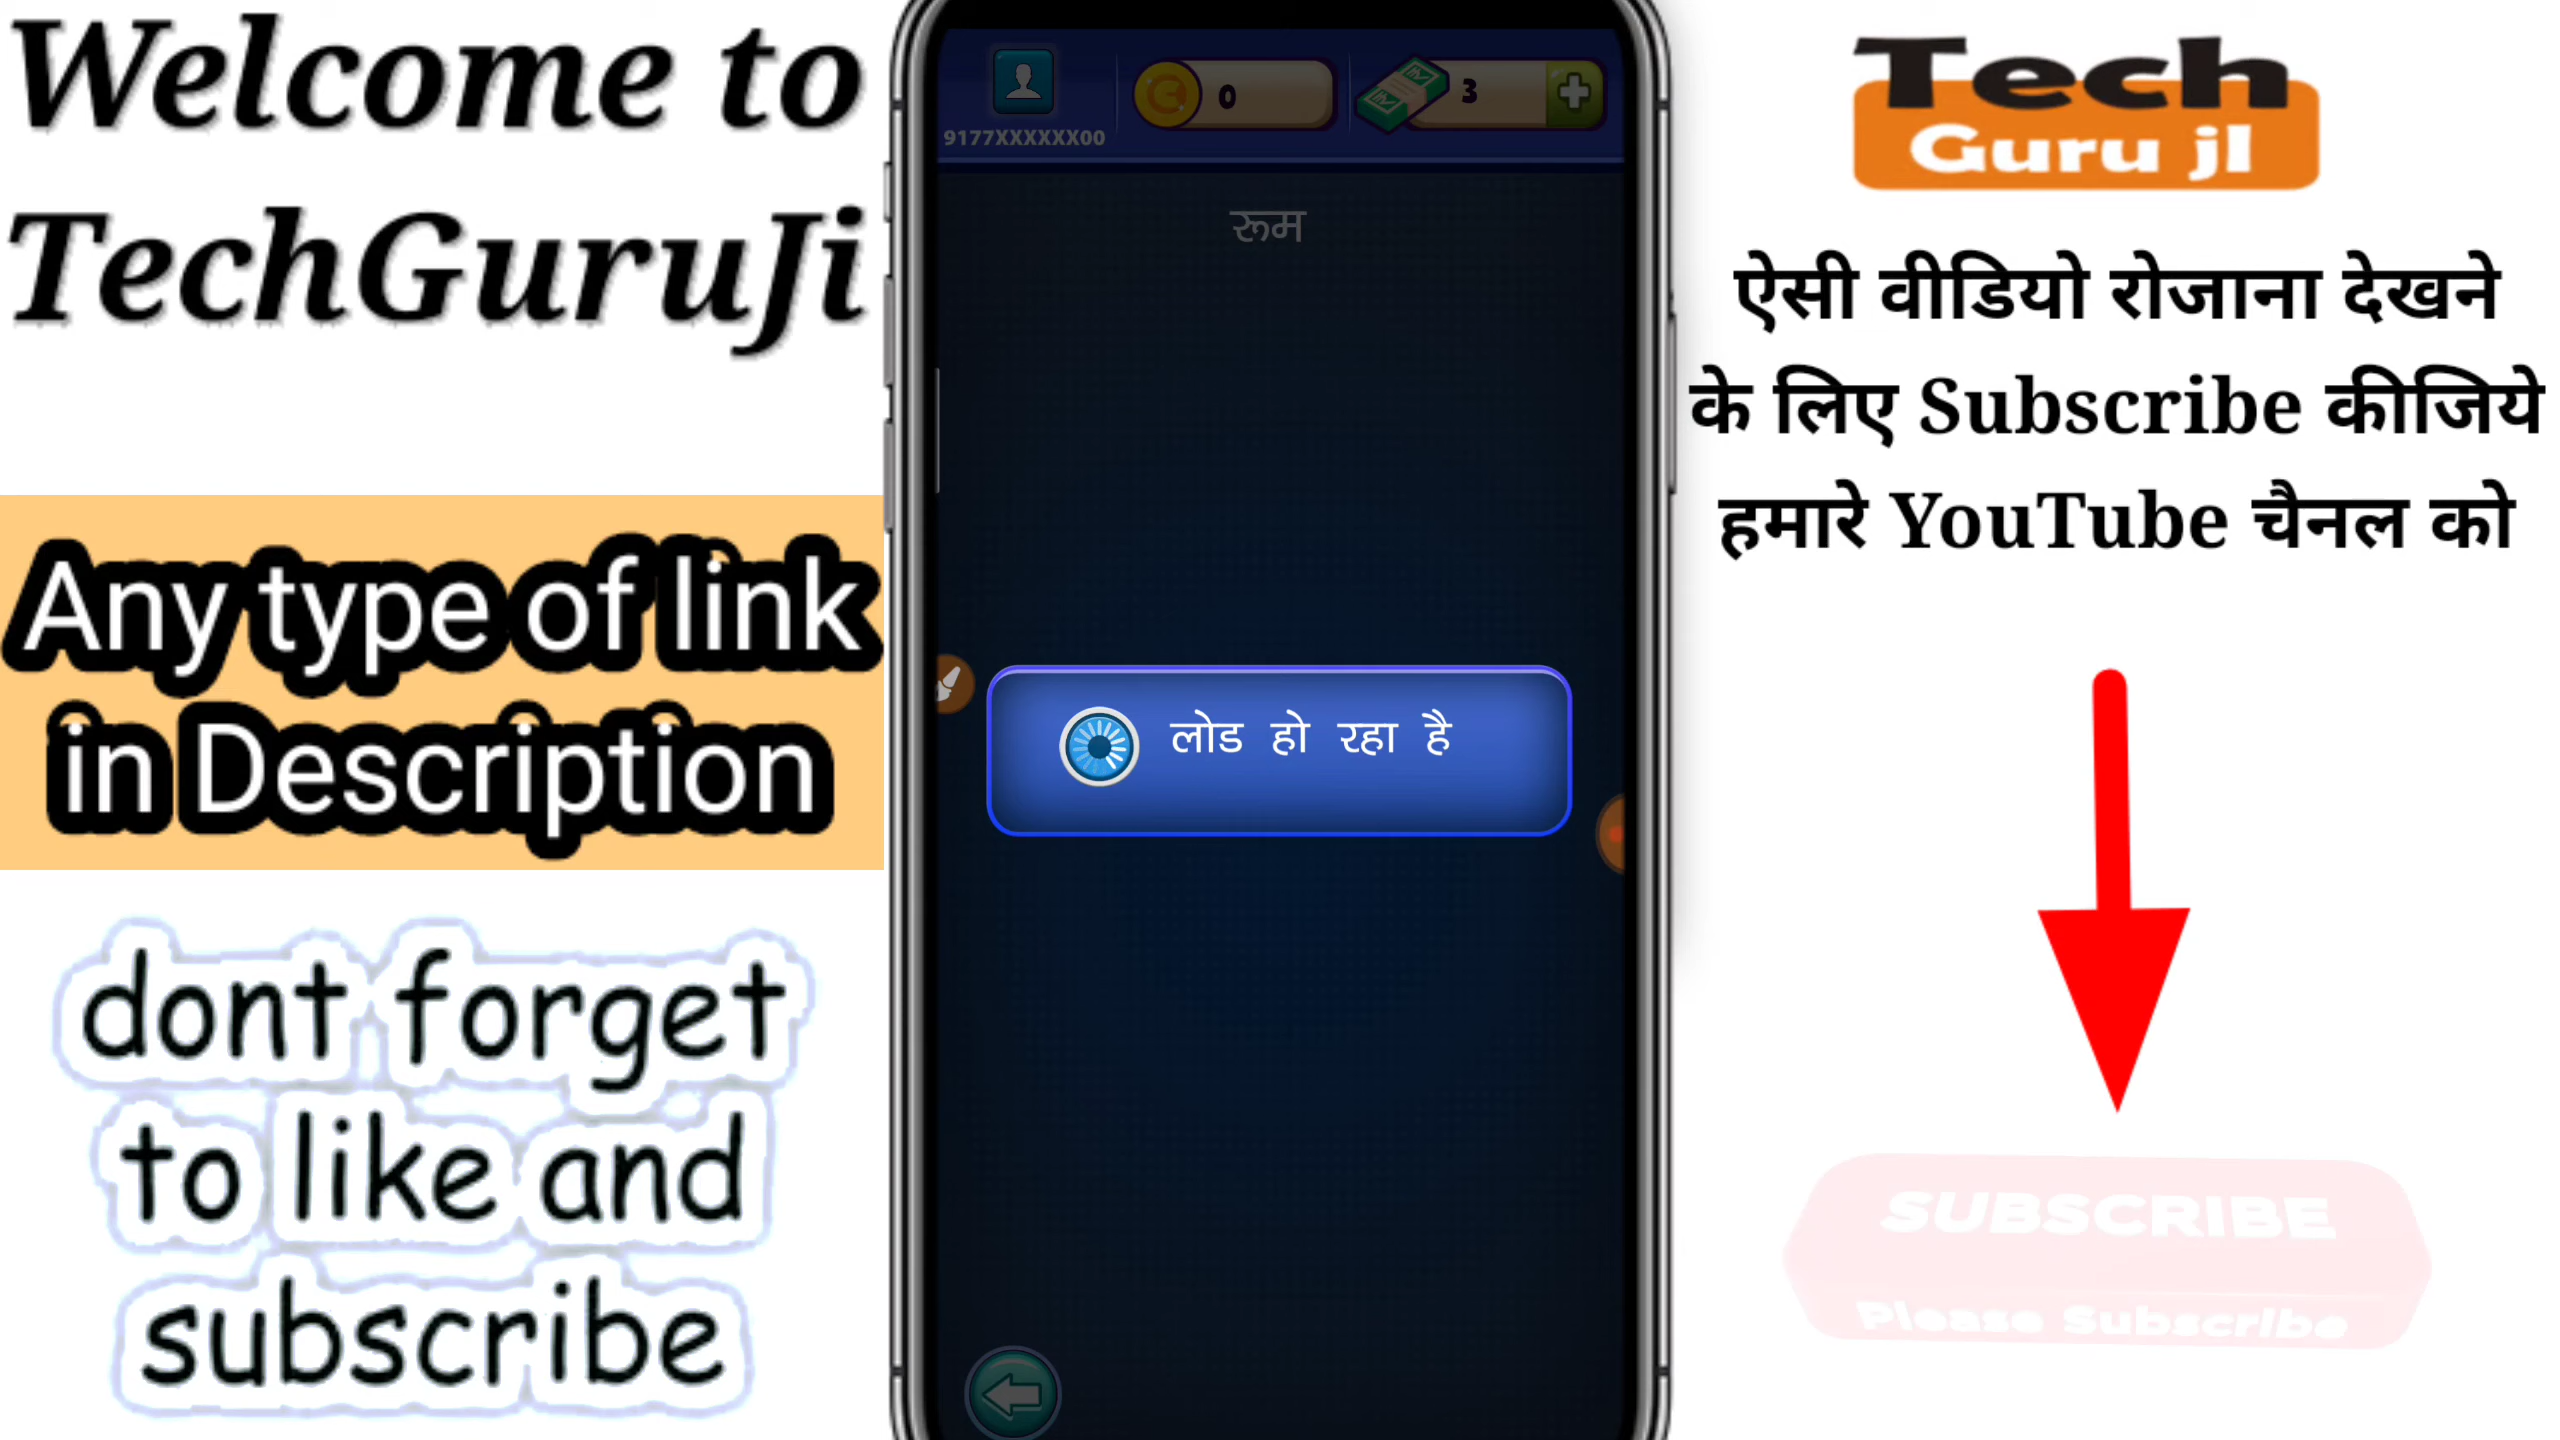 Welcome to
TechGuruJi
Any type of link
in Description
dont forget
to like and
subscribe
0
3
9177XXXXXX00
रूम
लोड हो रहा है
Tech
Guru jI
ऐसी वीडियो रोजाना देखने
के लिए Subscribe कीजिये
हमारे YouTube चैनल को
SUBSCRIBE
Please Subscribe